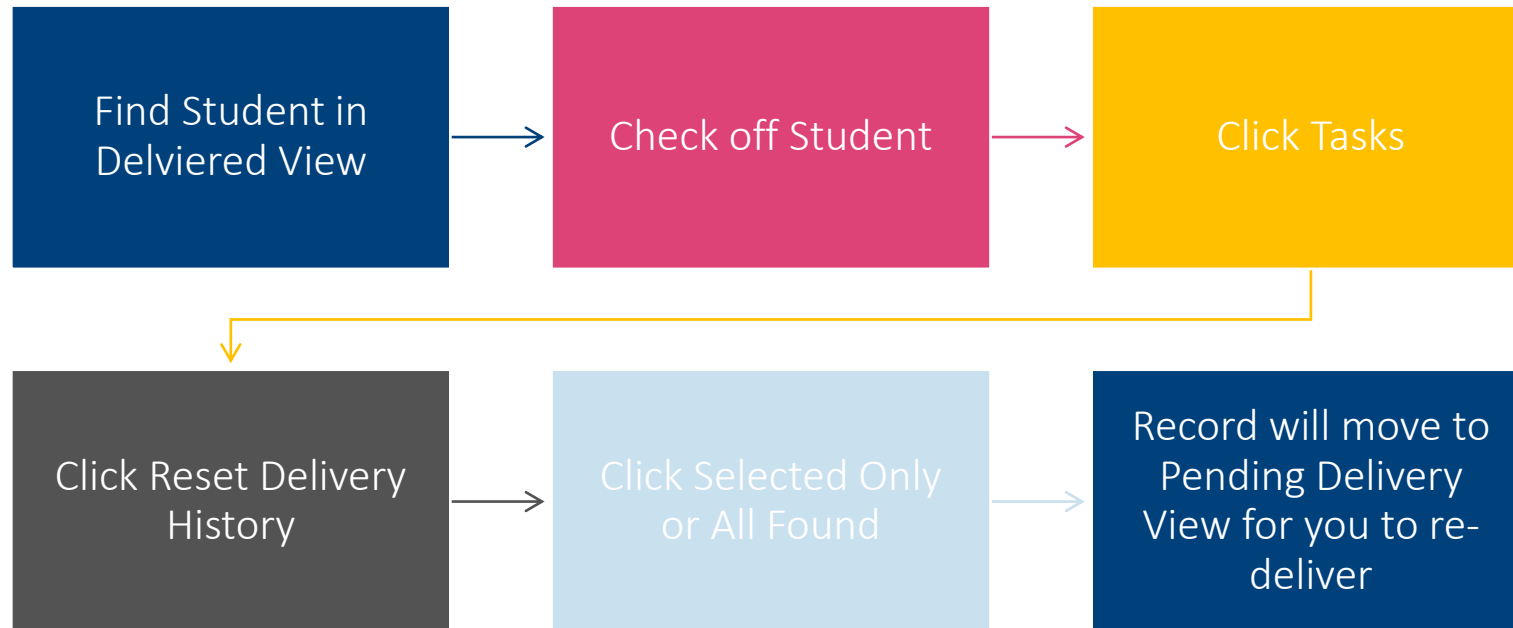 Find Student in
Delviered View
Check off Student
Click Tasks
Click Reset Delivery
History
Click Selected Only
or All Found
Record will move to
Pending Delivery
View for you to re-
deliver